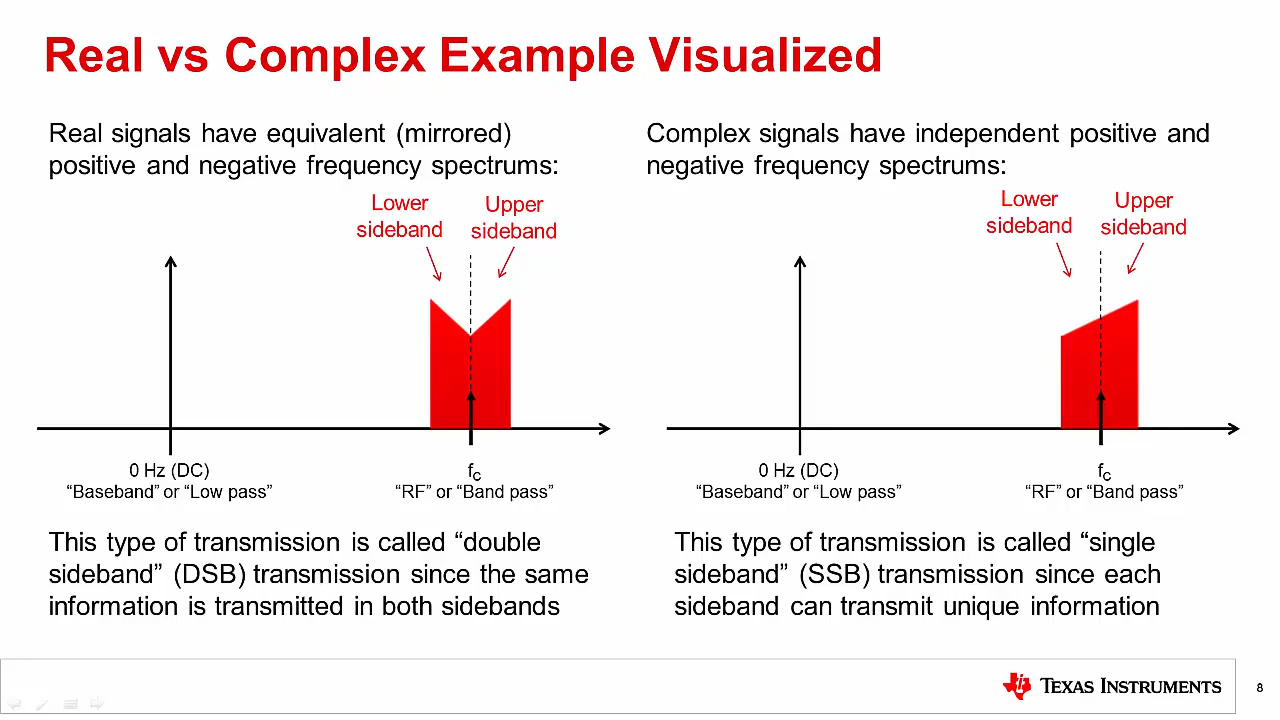 Real vs Complex Example Visualized
Real signals have equivalent (mirrored)
positive and negative frequency spectrums:
Lower
sideband
Upper
sideband
0 Hz (DC)
“Baseband” or “Low pass”
fC
“RF” or “Band pass”
This type of transmission is called “double
sideband” (DSB) transmission since the same
information is transmitted in both sidebands
Complex signals have independent positive and
negative frequency spectrums:
Lower
sideband
Upper
sideband
0 Hz (DC)
“Baseband” or “Low pass”
fC
“RF” or “Band pass”
This type of transmission is called “single
sideband” (SSB) transmission since each
sideband can transmit unique information
TEXAS INSTRUMENTS
8